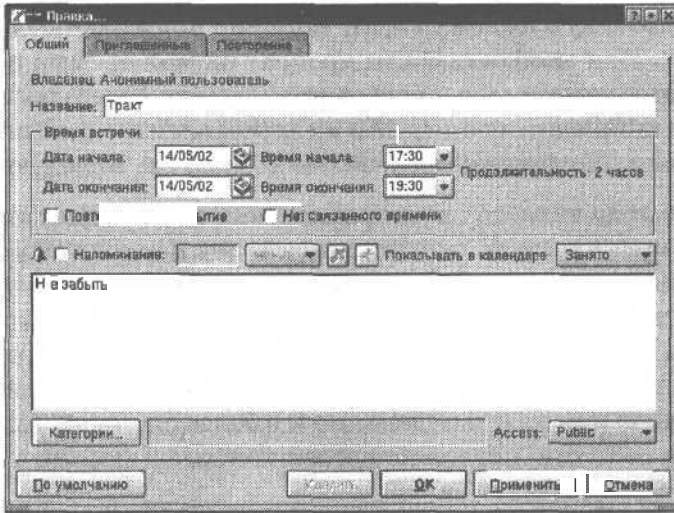 Правка...
Общий Приглашенные Повторение
Владелец: Анонимный пользователь
Название: Тракт
Время встречи
Дата начала: 14/05/02 Время начала: 17:30 Продолжительность: 2 часов
Дата окончания: 14/05/02 Время окончания: 19:30
Нет связанного времени
Напоминания: Показывать в календаре Занято
Не забыть
Категории... Access: Public
По умолчанию OK Применить Отмена